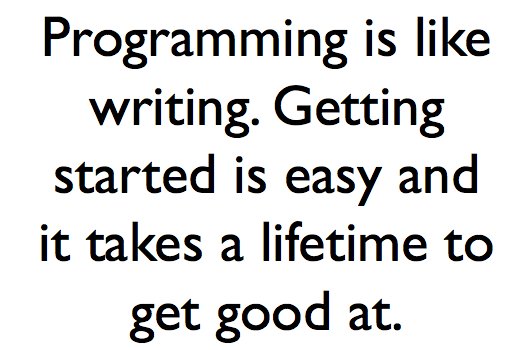 Programming is like
writing. Getting
started is easy and
it takes a lifetime to
get good at.